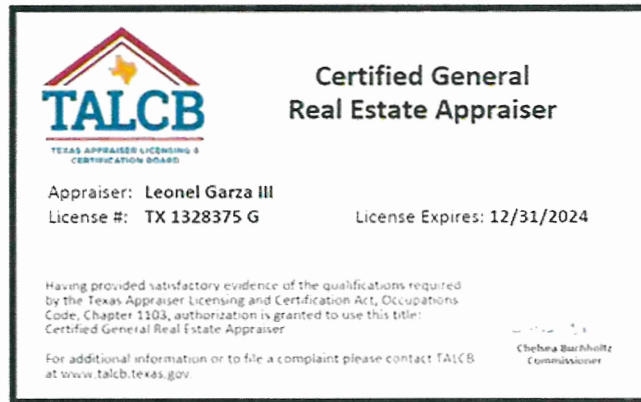 TALCB
TEXAS APPRAISER LICENSING &
CERTIFICATION BOARD
Certified General
Real Estate Appraiser
Appraiser: Leonel Garza III
License #: TX 1328375 G
License Expires: 12/31/2024
Having provided satisfactory evidence of the qualifications required
by the Texas Appraiser Licensing and Certification Act, Occupations
Code, Chapter 1103, authorization is granted to use this title:
Certified General Real Estate Appraiser
For additional information or to file a complaint please contact TALCB
at www.talcb.texas.gov.
Chelsea Buchholtz
Commissioner